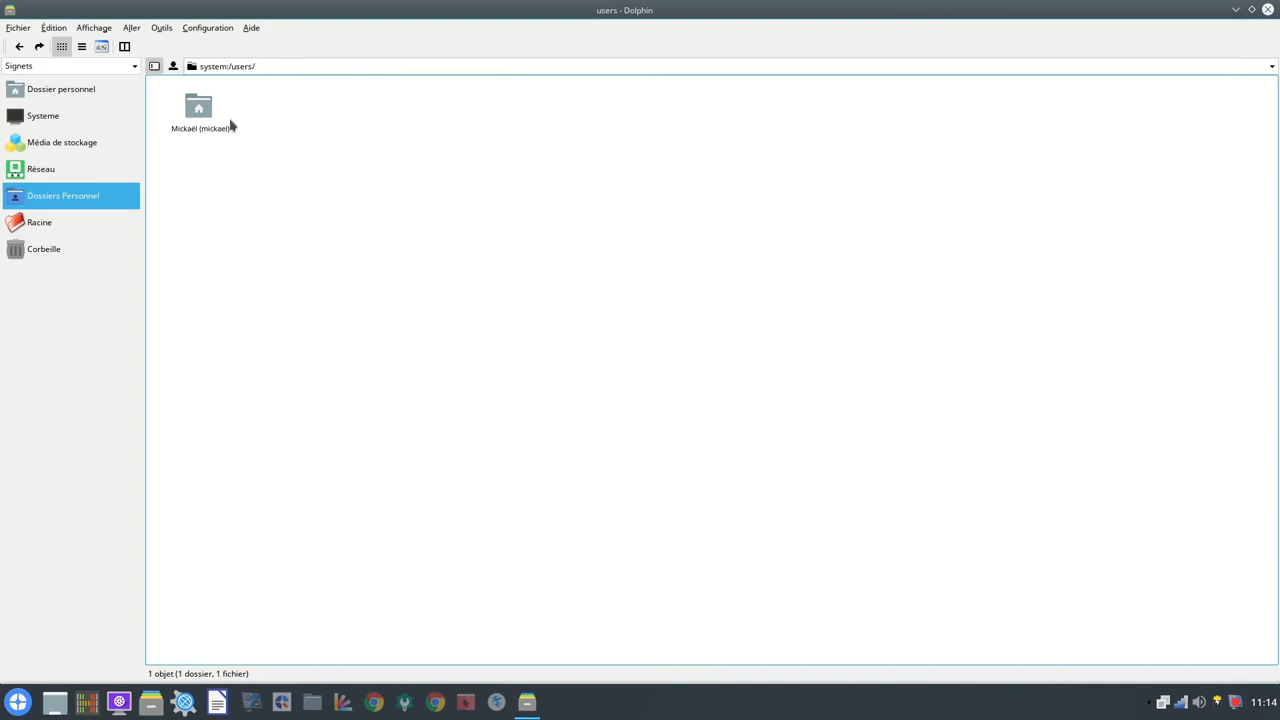 users - Dolphin
Fichier Édition Affichage Aller Outils Configuration Aide
Signets
system:/users/
Dossier personnel
Systeme
Média de stockage
Réseau
Dossiers Personnel
Racine
Corbeille
Mickaël (mickael)
1 objet (1 dossier, 1 fichier)
11:14